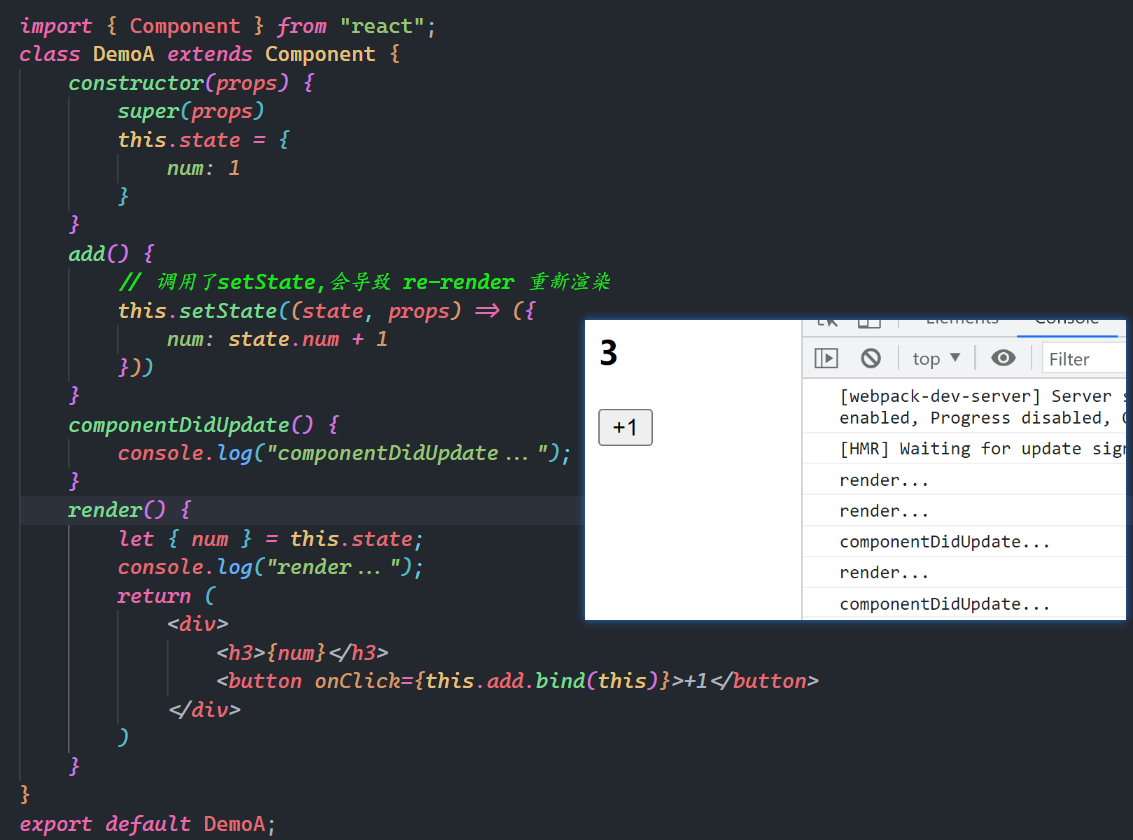 import { Component } from "react";
class DemoA extends Component {
constructor(props) {
super(props)
this.state = {
num: 1
}
}
add() {
// 调用了setState,会导致 re-render 重新渲染
this.setState((state, props) => ({
num: state.num + 1
}))
}
componentDidUpdate() {
console.log("componentDidUpdate...");
}
render() {
let { num } = this.state;
console.log("render...");
return (
<div>
<h3>{num}</h3>
<button onClick={this.add.bind(this)}>+1</button>
</div>
)
}
}
export default DemoA;
3
+1
Elements Console
top ▼ Filter
[webpack-dev-server] Server
enabled, Progress disabled,
[HMR] Waiting for update
render...
render...
componentDidUpdate...
render...
componentDidUpdate...